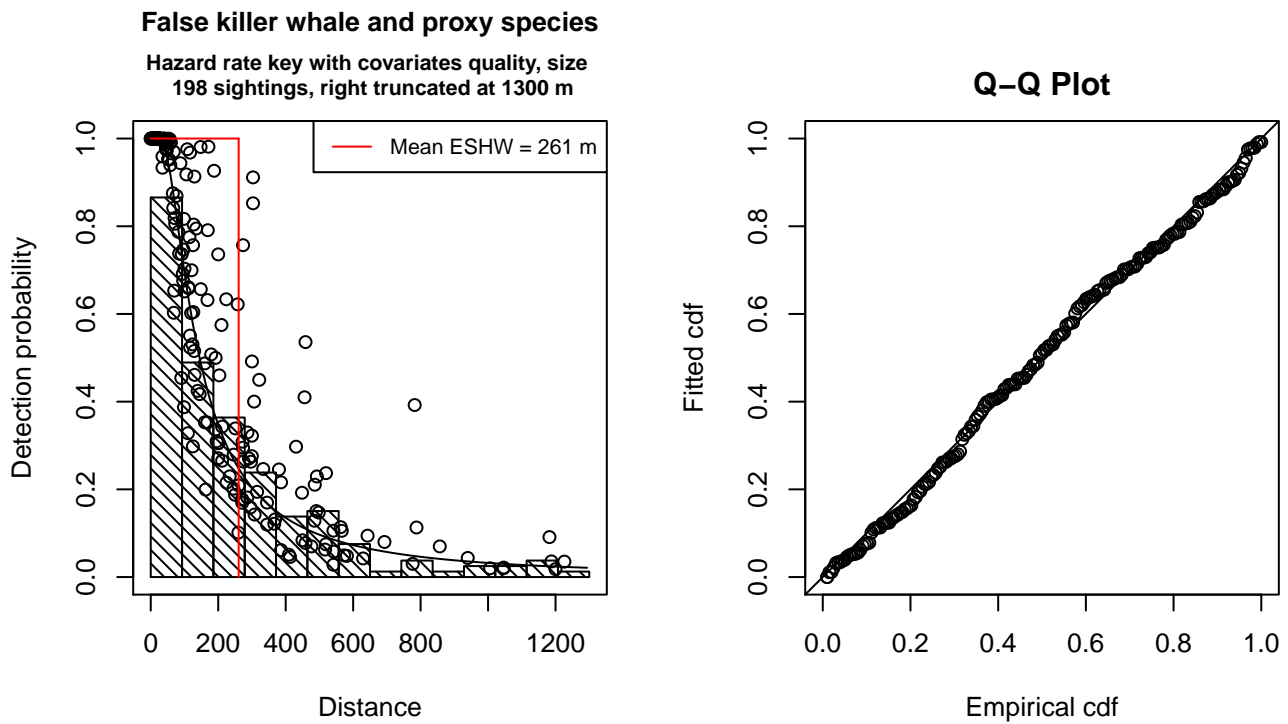 False killer whale and proxy species
Hazard rate key with covariates quality, size
198 sightings, right truncated at 1300 m
Mean ESHW = 261 m
Detection probability
0.0
0.2
0.4
0.6
0.8
1.0
0
200
400
600
800
1200
Distance
Q−Q Plot
Fitted cdf
0.0
0.2
0.4
0.6
0.8
1.0
0.0
0.2
0.4
0.6
0.8
1.0
Empirical cdf